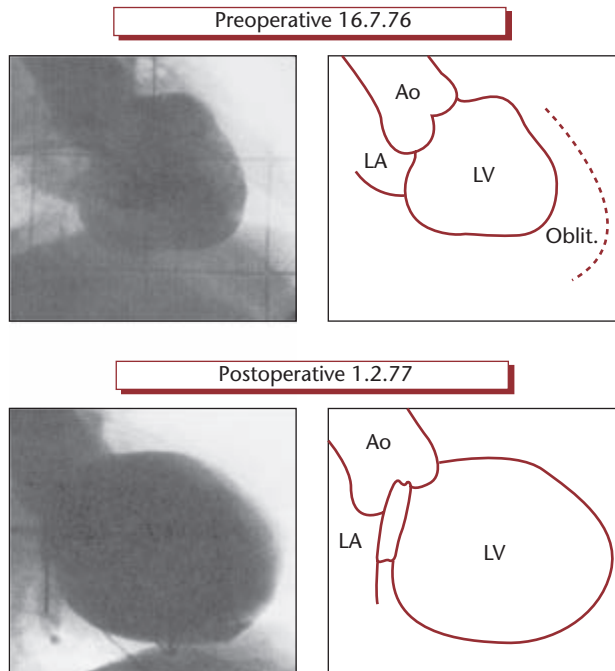 Preoperative 16.7.76
Ao
LA
LV
Oblit.
Postoperative 1.2.77
Ao
LA
LV